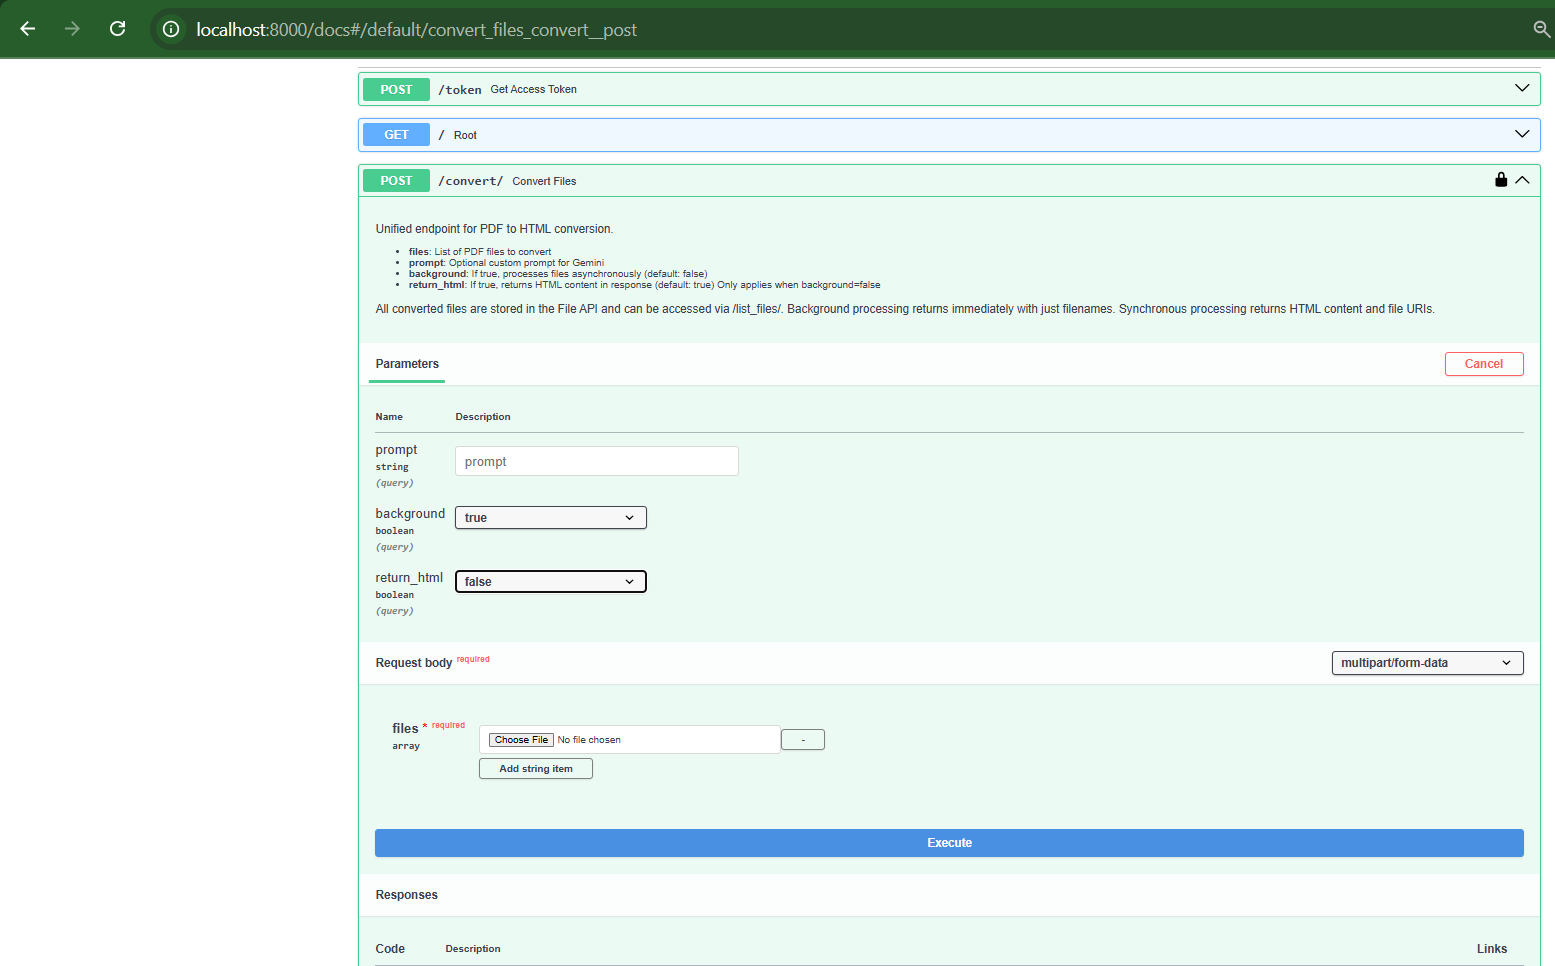 localhost:8000/docs#/default/convert_files_convert__post
POST /token Get Access Token
GET / Root
POST /convert/ Convert Files
Unified endpoint for PDF to HTML conversion.
• files: List of PDF files to convert
• prompt: Optional custom prompt for Gemini
• background: If true, processes files asynchronously (default: false)
• return_html: If true, returns HTML content in response (default: true) Only applies when background=false
All converted files are stored in the File API and can be accessed via /list_files/. Background processing returns immediately with just filenames. Synchronous processing returns HTML content and file URIs.
Parameters Cancel
Name Description
prompt
string
(query)
prompt
background
boolean
(query)
true
return_html
boolean
(query)
false
Request body required multipart/form-data
files * required
array
Choose File No file chosen -
Add string item
Execute
Responses
Code Description Links